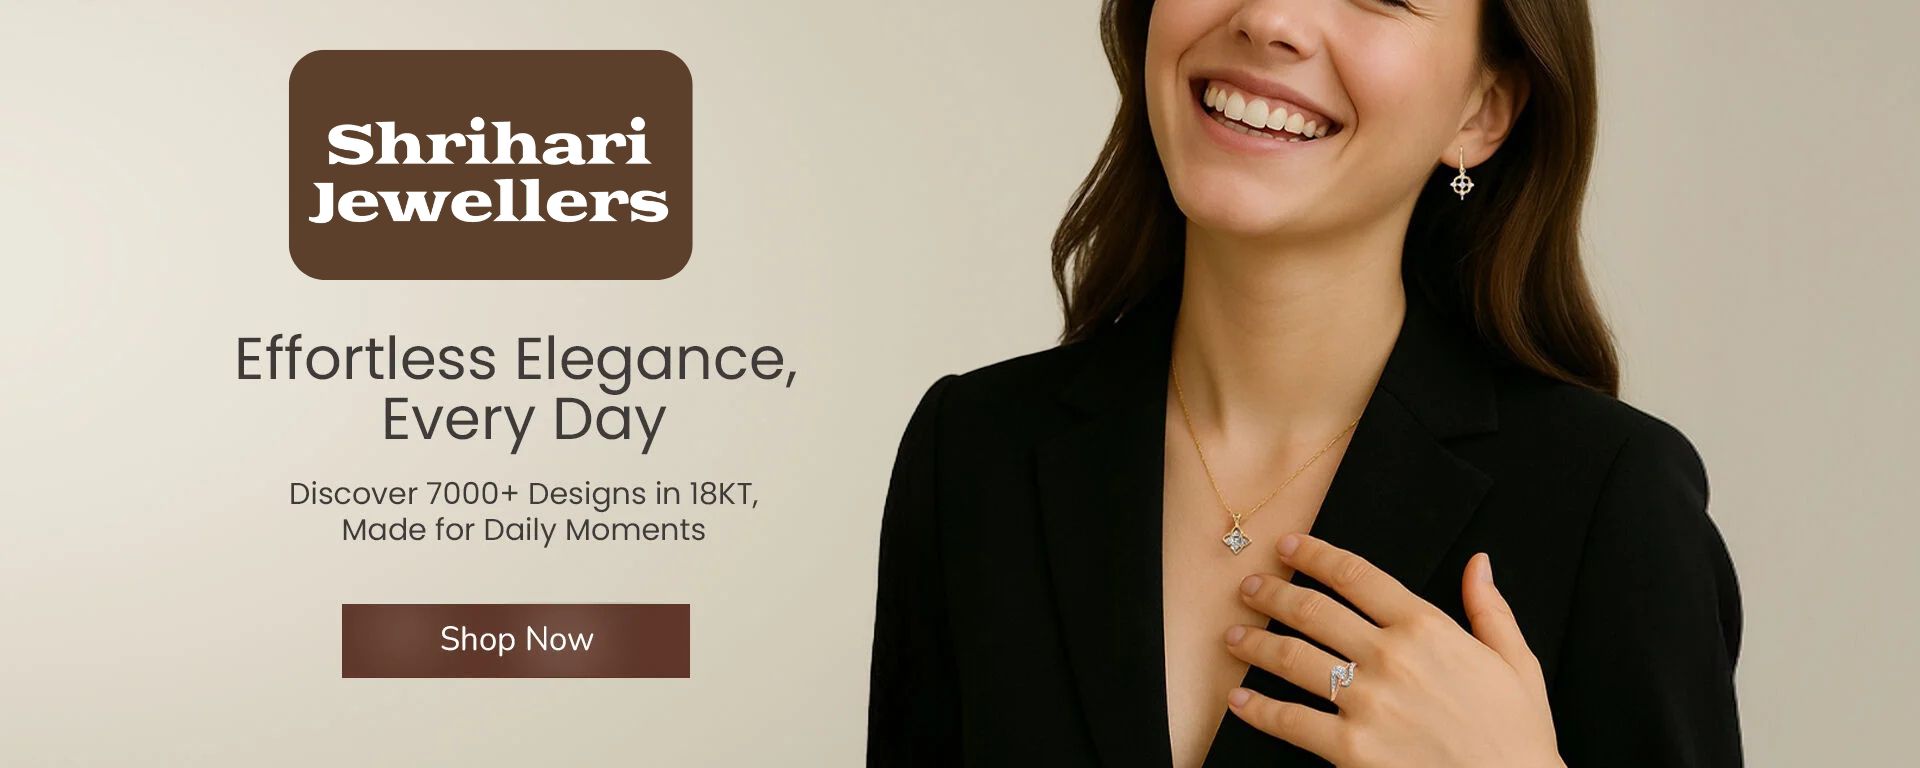 Shrihari
Jewellers
Effortless Elegance,
Every Day
Discover 7000+ Designs in 18KT,
Made for Daily Moments
Shop Now